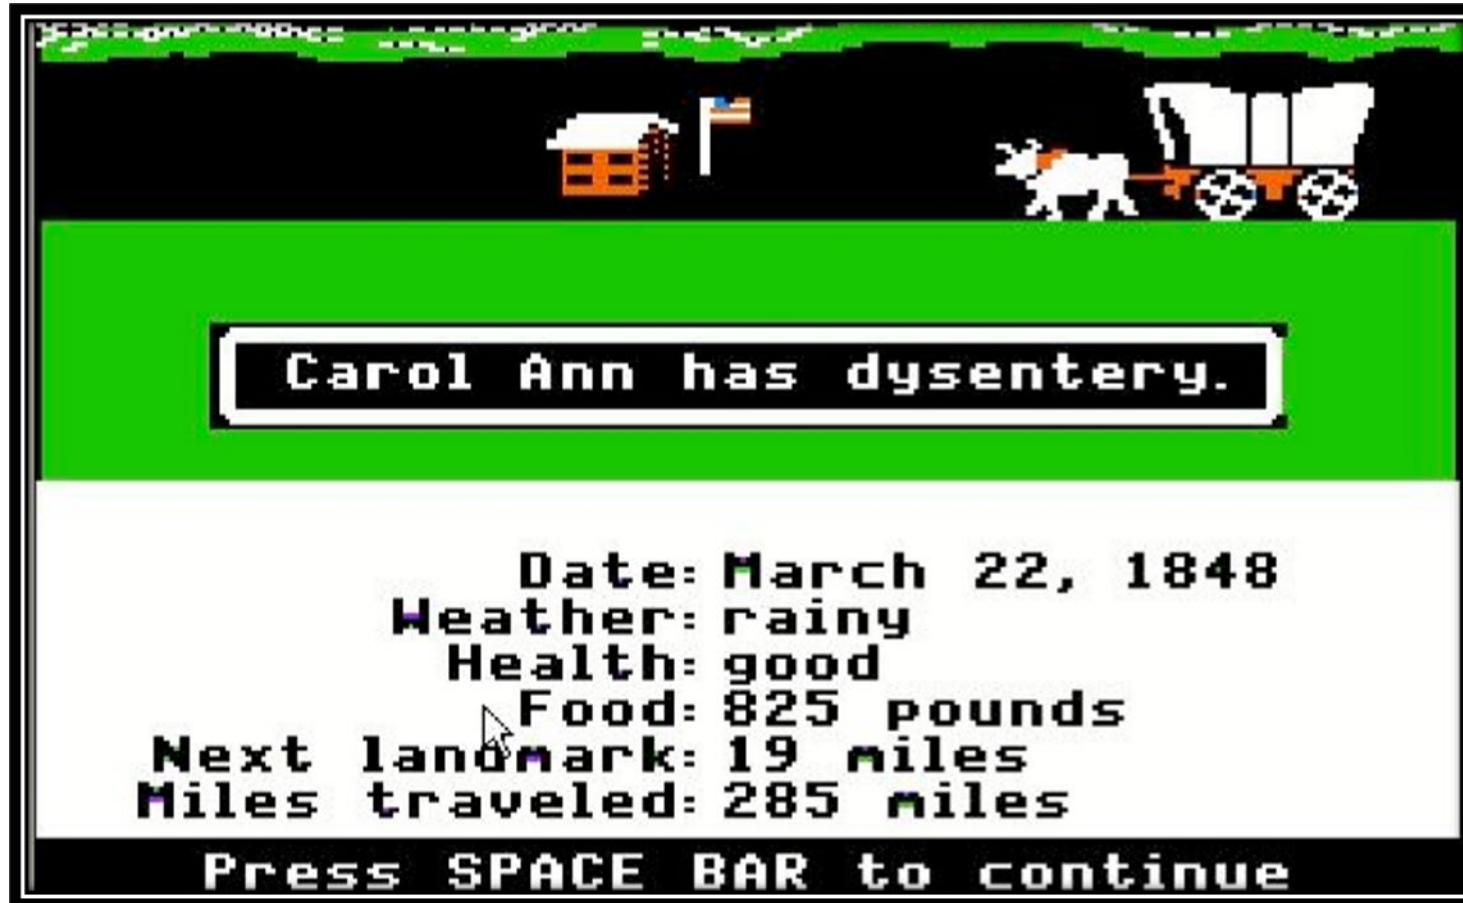 Carol Ann has dysentery.
Date: March 22, 1848
Weather: rainy
Health: good
Food: 825 pounds
Next landmark: 19 miles
Miles traveled: 285 miles
Press SPACE BAR to continue